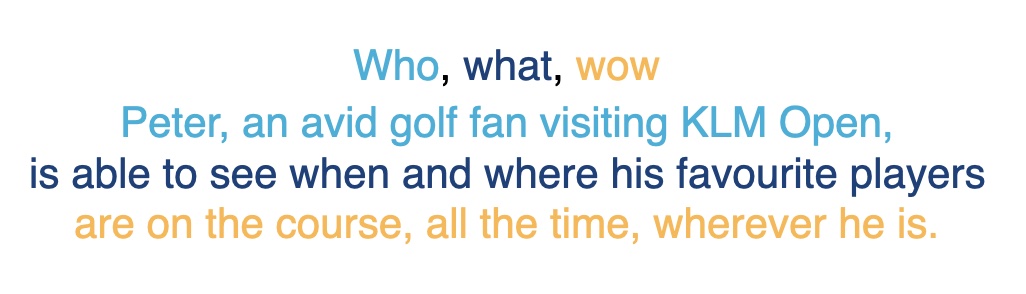 Who, what, wow
Peter, an avid golf fan visiting KLM Open,
is able to see when and where his favourite players
are on the course, all the time, wherever he is.